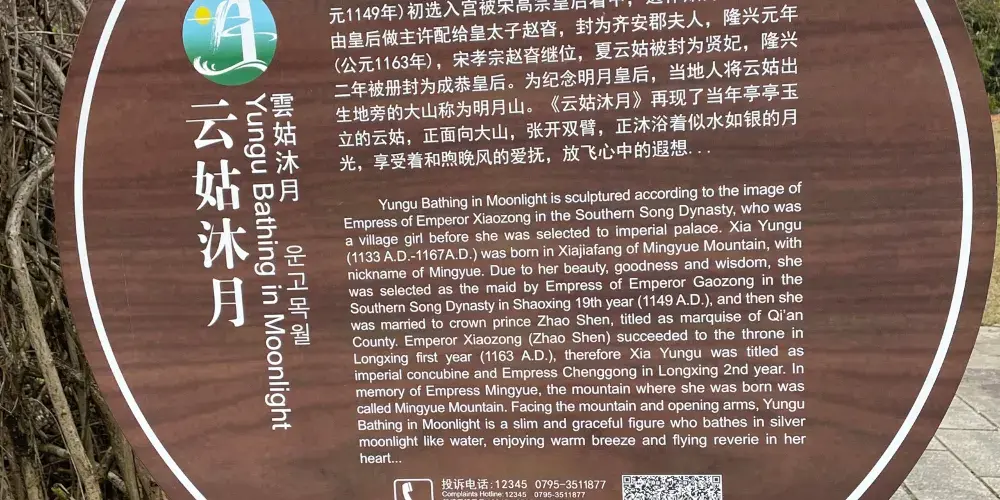 元1149年)初选入宫被宋高宗皇后看中，
由皇后做主许配给皇太子赵昚，封为齐安郡夫人，隆兴元年
(公元1163年)，宋孝宗赵昚继位，夏云姑被封为贤妃，隆兴
二年被册封为成恭皇后。为纪念明月皇后，当地人将云姑出
生地旁的大山称为明月山。《云姑沐月》再现了当年亭亭玉
立的云姑，正面向大山，张开双臂，正沐浴着似水如银的月
光，享受着和煦晚风的爱抚，放飞心中的遐想...
云姑沐月
雲姑沐月 운고목월
Yungu Bathing in Moonlight
Yungu Bathing in Moonlight is sculptured according to the image of
Empress of Emperor Xiaozong in the Southern Song Dynasty, who was
a village girl before she was selected to imperial palace. Xia Yungu
(1133 A.D.-1167A.D.) was born in Xiajiafang of Mingyue Mountain, with
nickname of Mingyue. Due to her beauty, goodness and wisdom, she
was selected as the maid by Empress of Emperor Gaozong in the
Southern Song Dynasty in Shaoxing 19th year (1149 A.D.), and then she
was married to crown prince Zhao Shen, titled as marquise of Qi'an
County. Emperor Xiaozong (Zhao Shen) succeeded to the throne in
Longxing first year (1163 A.D.), therefore Xia Yungu was titled as
imperial concubine and Empress Chenggong in Longxing 2nd year. In
memory of Empress Mingyue, the mountain where she was born was
called Mingyue Mountain. Facing the mountain and opening arms, Yungu
Bathing in Moonlight is a slim and graceful figure who bathes in silver
moonlight like water, enjoying warm breeze and flying reverie in her
heart...
投诉电话:12345 0795-3511877
Complaints Hotline: 12345 0795-3511877